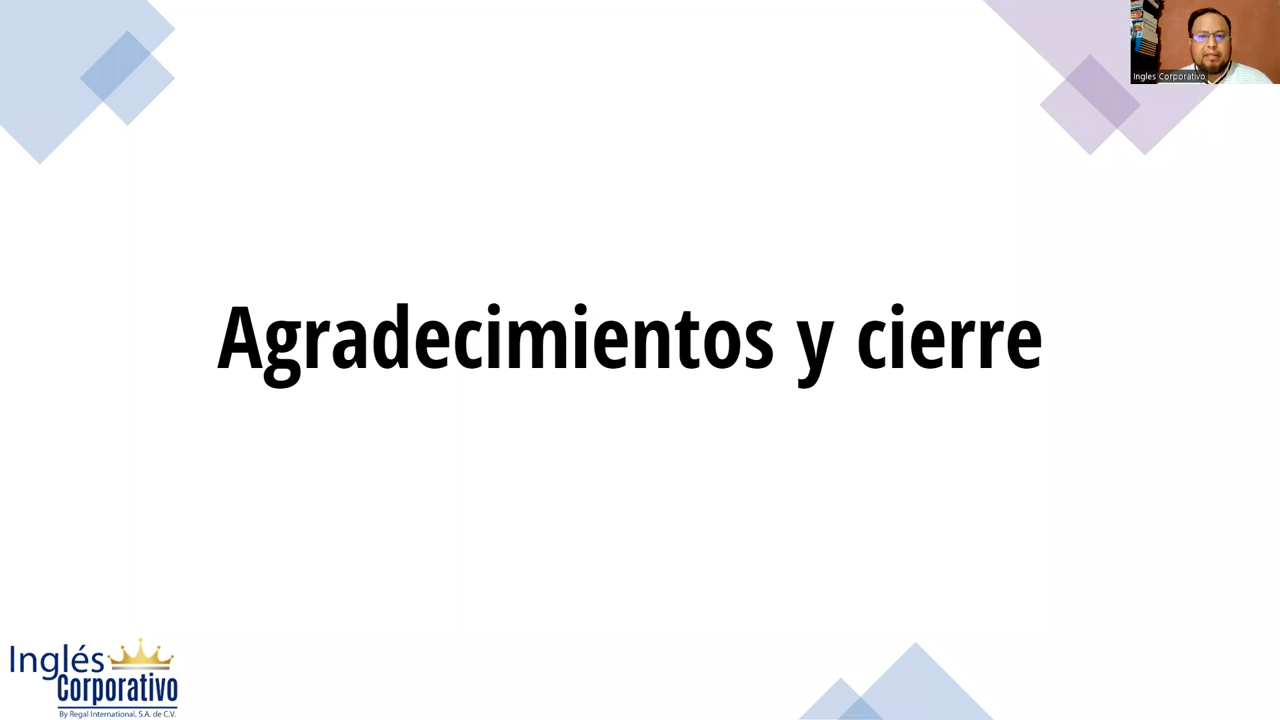 Ingles Corporativo
Agradecimientos y cierre
Inglés
Corporativo
By Regal International, S.A. de C.V.